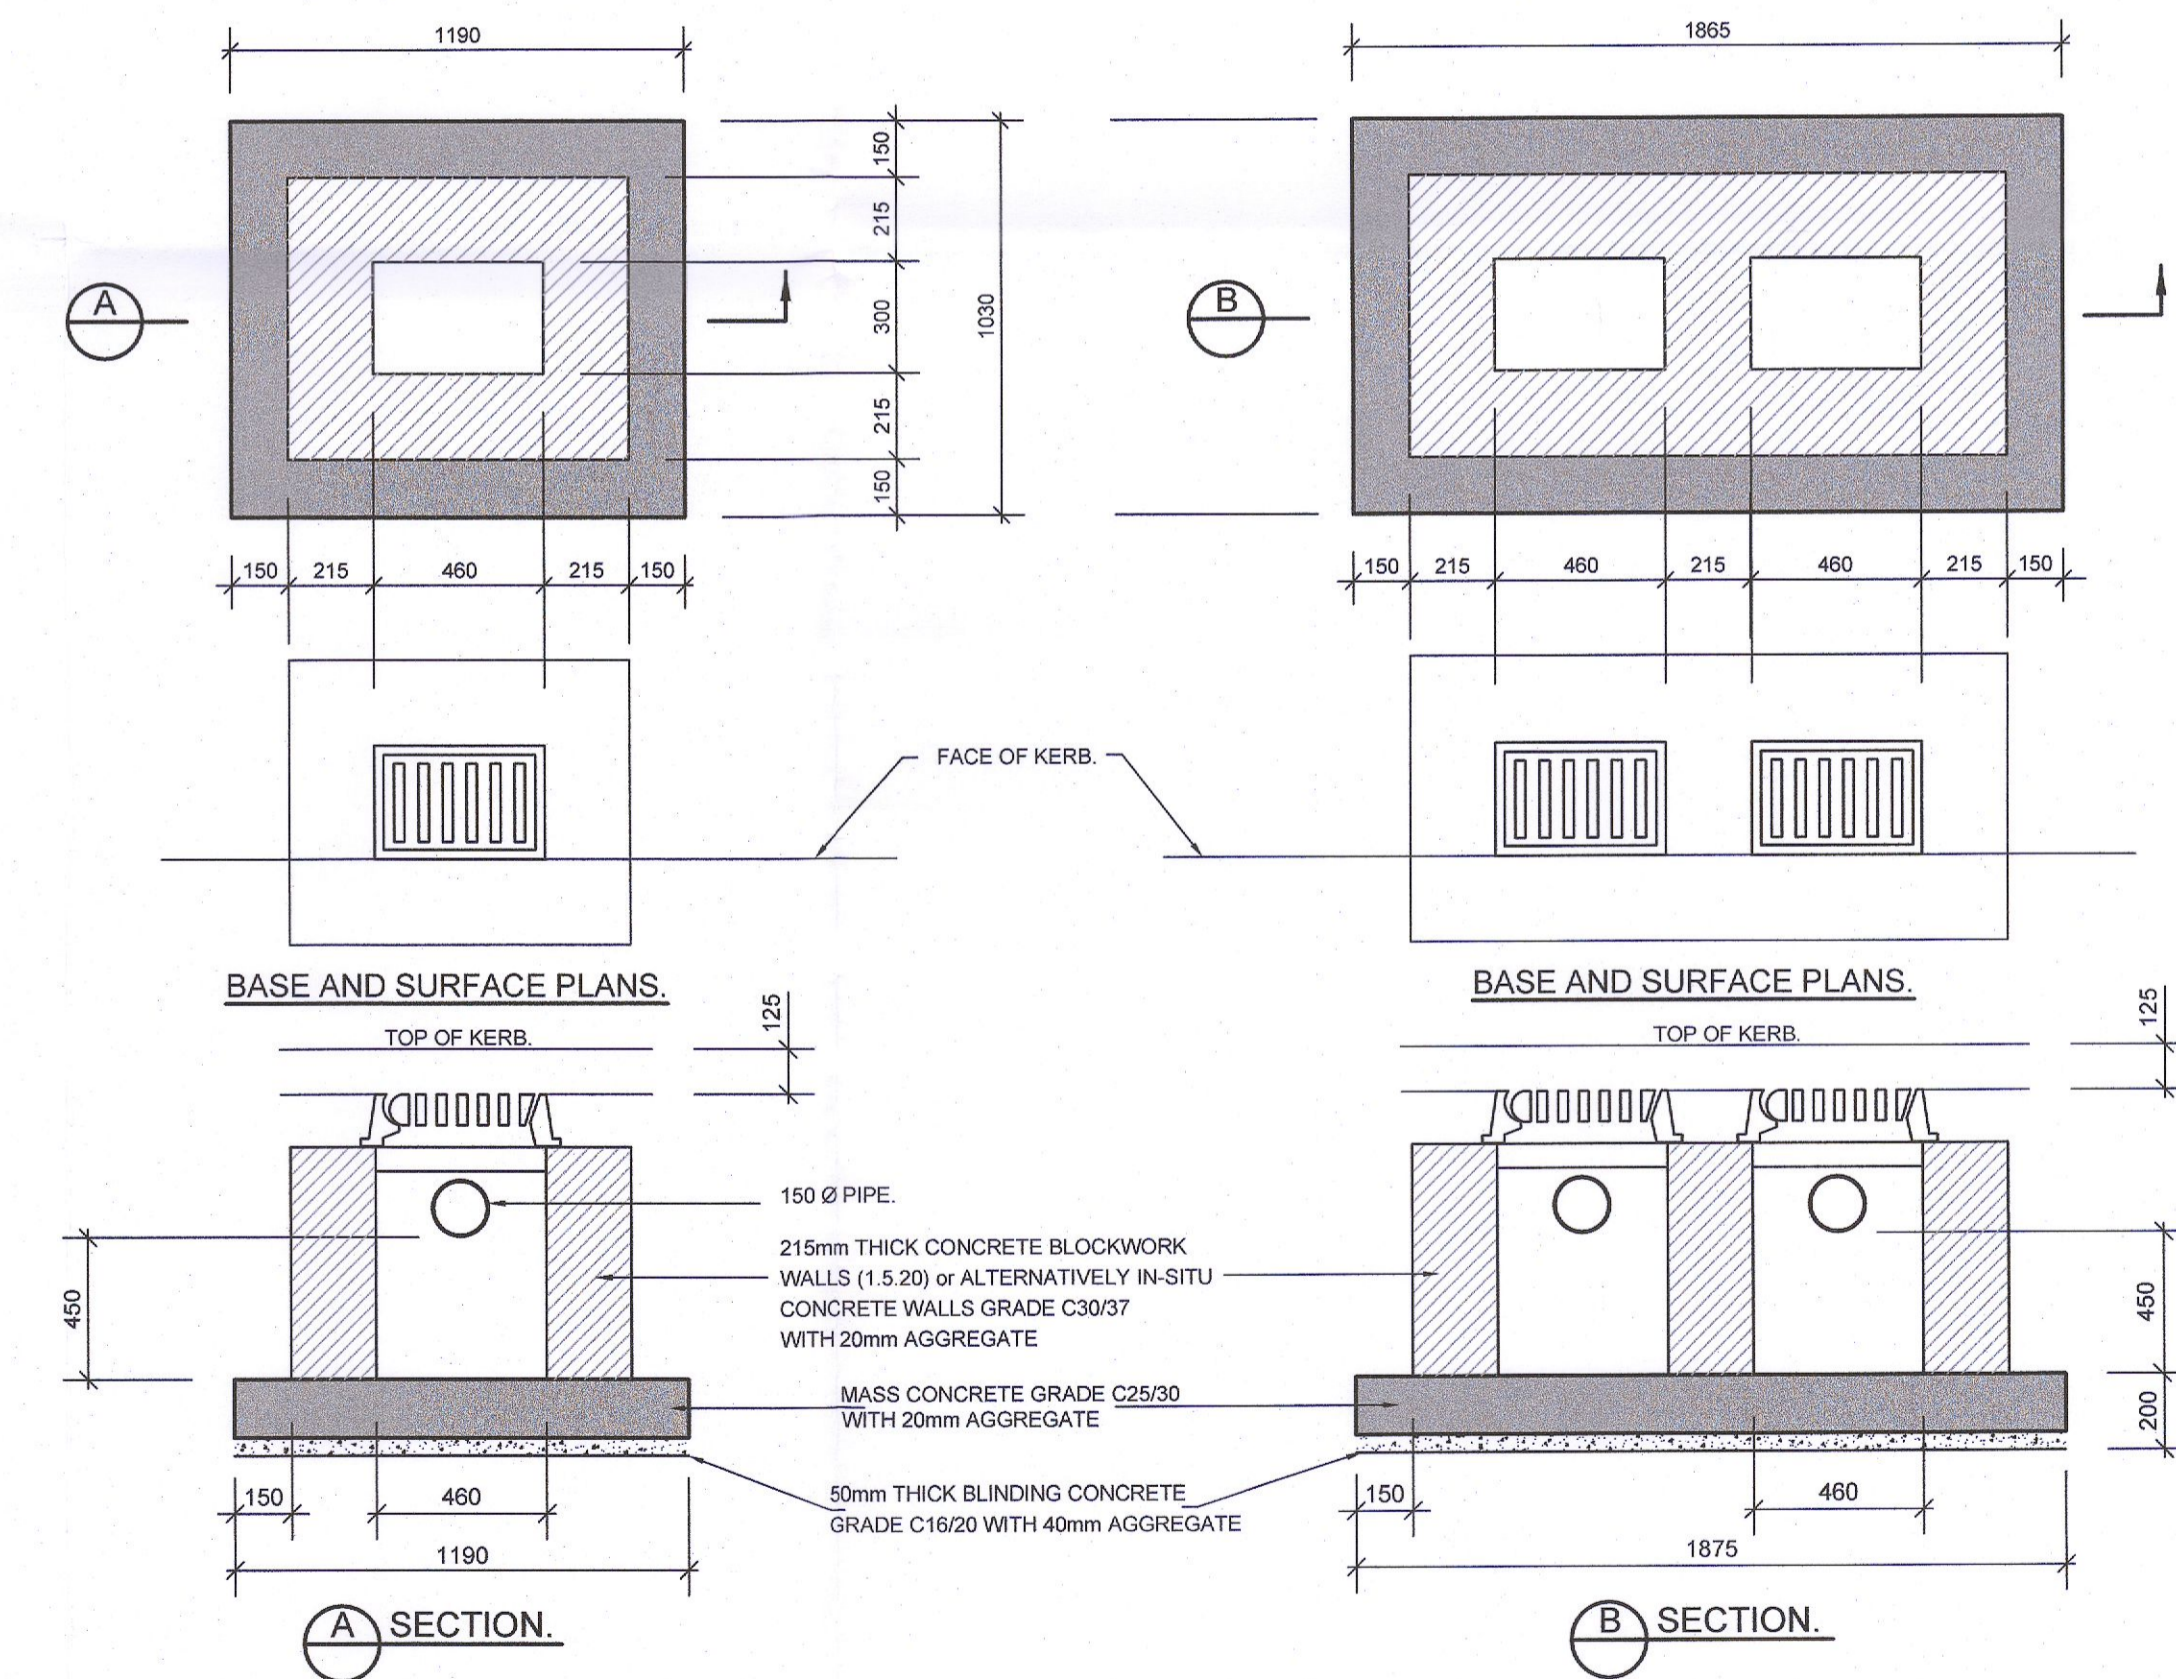 1190
1865
150
215
300
215
150
1030
A
B
150 215 460 215 150
150 215 460 215 460 215 150
FACE OF KERB.
BASE AND SURFACE PLANS.
BASE AND SURFACE PLANS.
TOP OF KERB.
125
TOP OF KERB.
125
150 Ø PIPE.
215mm THICK CONCRETE BLOCKWORK
WALLS (1.5.20) or ALTERNATIVELY IN-SITU
CONCRETE WALLS GRADE C30/37
WITH 20mm AGGREGATE
450
450
MASS CONCRETE GRADE C25/30
WITH 20mm AGGREGATE
200
50mm THICK BLINDING CONCRETE
GRADE C16/20 WITH 40mm AGGREGATE
150 460
1190
150 460
1875
A SECTION.
B SECTION.